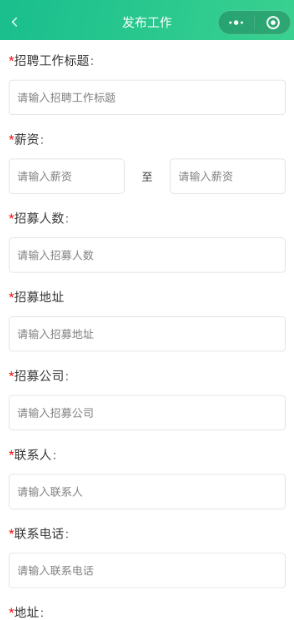 发布工作
*招聘工作标题:
请输入招聘工作标题
*薪资:
请输入薪资 至 请输入薪资
*招募人数:
请输入招募人数
*招募地址
请输入招募地址
*招募公司:
请输入招募公司
*联系人:
请输入联系人
*联系电话:
请输入联系电话
*地址: